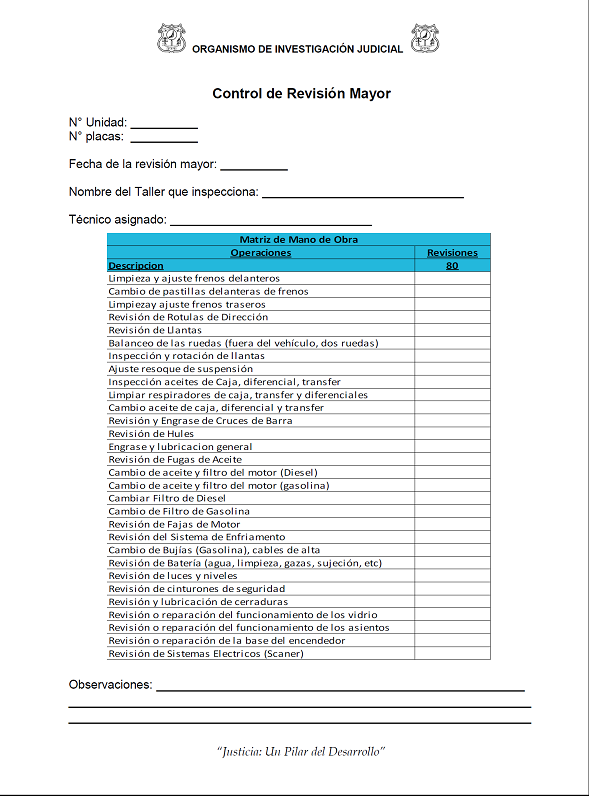 ORGANISMO DE INVESTIGACIÓN JUDICIAL
Control de Revisión Mayor
N° Unidad: __________
N° placas: __________
Fecha de la revisión mayor: __________
Nombre del Taller que inspecciona: ______________________________
Técnico asignado: ______________________________
Matriz de Mano de Obra
Operaciones Revisiones
Descripcion 80
Limpieza y ajuste frenos delanteros
Cambio de pastillas delanteras de frenos
Limpiezay ajuste frenos traseros
Revisión de Rotulas de Dirección
Revisión de Llantas
Balanceo de las ruedas (fuera del vehículo, dos ruedas)
Inspección y rotación de llantas
Ajuste resoque de suspensión
Inspección aceites de Caja, diferencial, transfer
Limpiar respiradores de caja, transfer y diferenciales
Cambio aceite de caja, diferencial y transfer
Revisión y Engrase de Cruces de Barra
Revisión de Hules
Engrase y lubricacion general
Revisión de Fugas de Aceite
Cambio de aceite y filtro del motor (Diesel)
Cambio de aceite y filtro del motor (gasolina)
Cambiar Filtro de Diesel
Cambio de Filtro de Gasolina
Revisión de Fajas de Motor
Revisión del Sistema de Enfriamento
Cambio de Bujías (Gasolina), cables de alta
Revisión de Batería (agua, limpieza, gazas, sujeción, etc)
Revisión de luces y niveles
Revisión de cinturones de seguridad
Revisión y lubricación de cerraduras
Revisión o reparación del funcionamiento de los vidrio
Revisión o reparación del funcionamiento de los asientos
Revisión o reparación de la base del encendedor
Revisión de Sistemas Electricos (Scaner)
Observaciones: ______________________________
"Justicia: Un Pilar del Desarrollo"